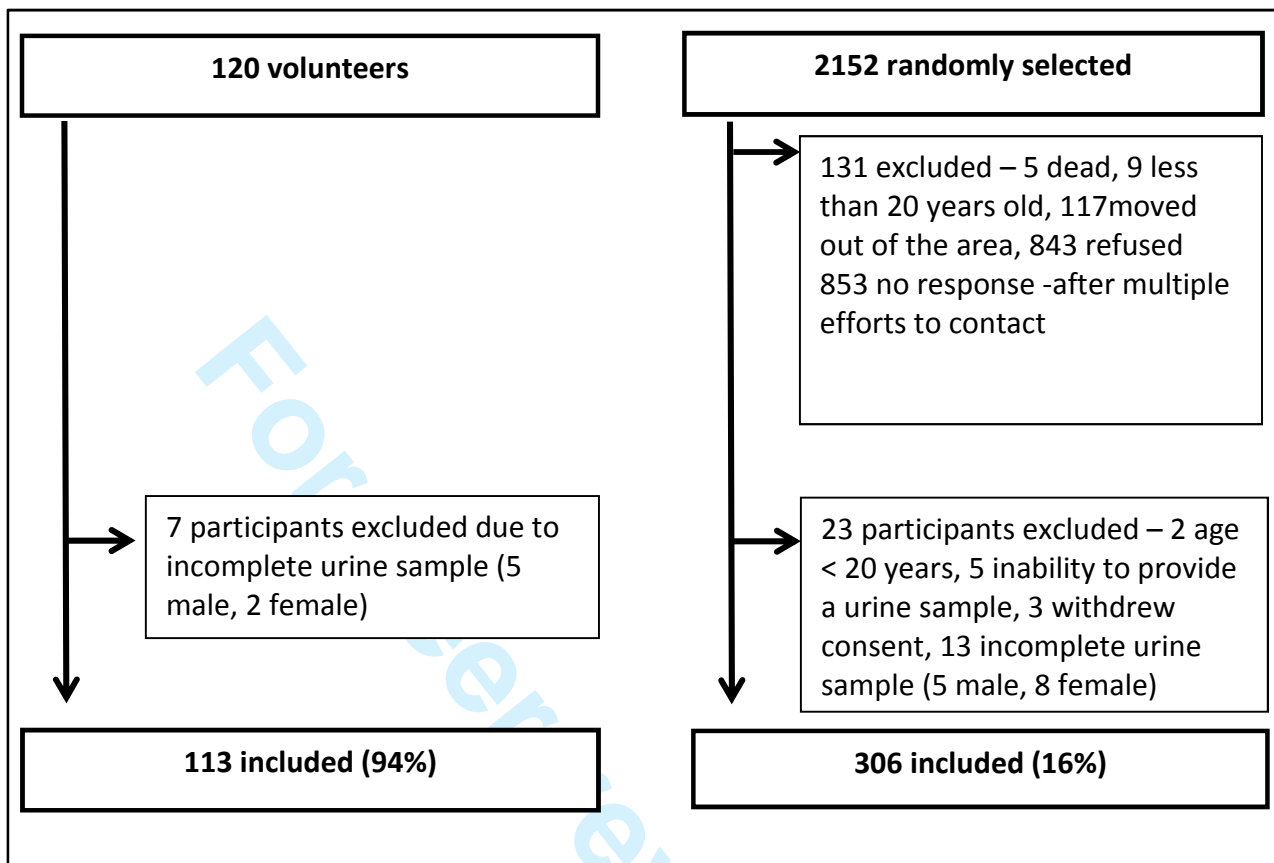 120 volunteers
2152 randomly selected
131 excluded – 5 dead, 9 less
than 20 years old, 117moved
out of the area, 843 refused
853 no response -after multiple
efforts to contact
7 participants excluded due to
incomplete urine sample (5
male, 2 female)
23 participants excluded – 2 age
< 20 years, 5 inability to provide
a urine sample, 3 withdrew
consent, 13 incomplete urine
sample (5 male, 8 female)
113 included (94%)
306 included (16%)
For